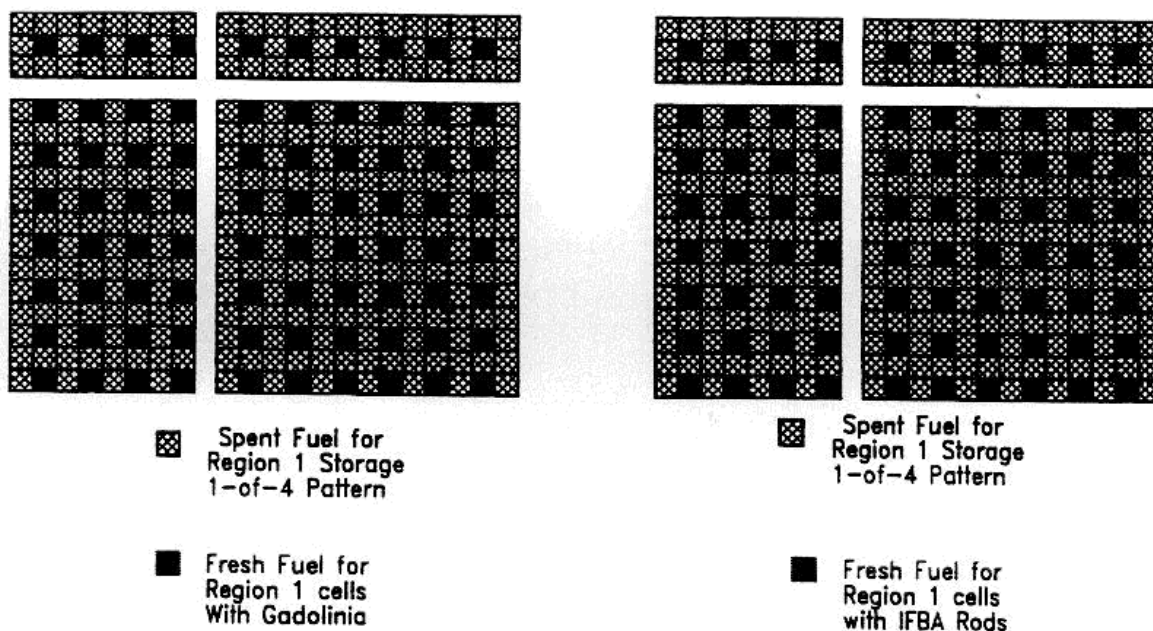 Spent Fuel for
Region 1 Storage
1-of-4 Pattern
Fresh Fuel for
Region 1 cells
With Gadolinia
Spent Fuel for
Region 1 Storage
1-of-4 Pattern
Fresh Fuel for
Region 1 cells
with IFBA Rods